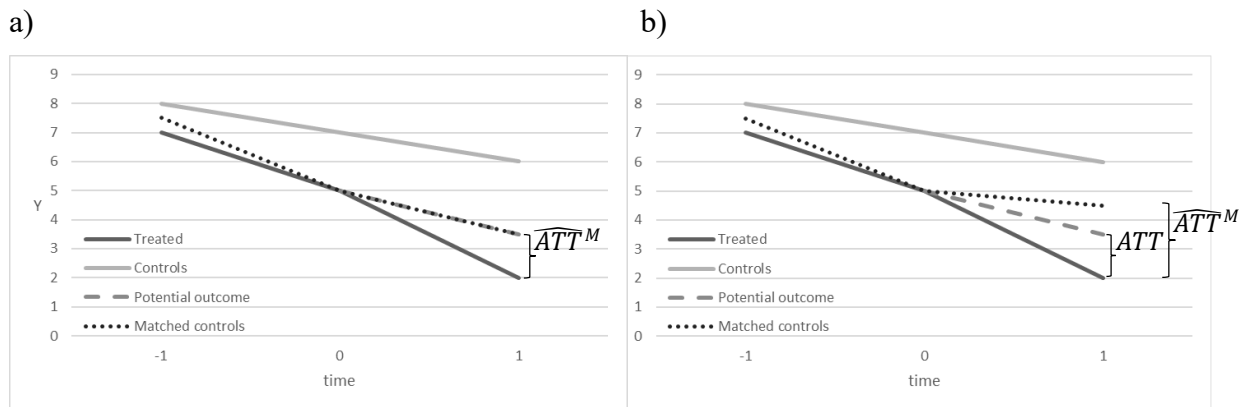 a)
9
8
7
6
Y
5
4
3
2
1
0
Treated
Controls
Potential outcome
Matched controls
-1
0
1
time
\widehat{ATT}^M
b)
9
8
7
6
5
4
3
2
1
0
Treated
Controls
Potential outcome
Matched controls
-1
0
1
time
ATT
\widehat{ATT}^M